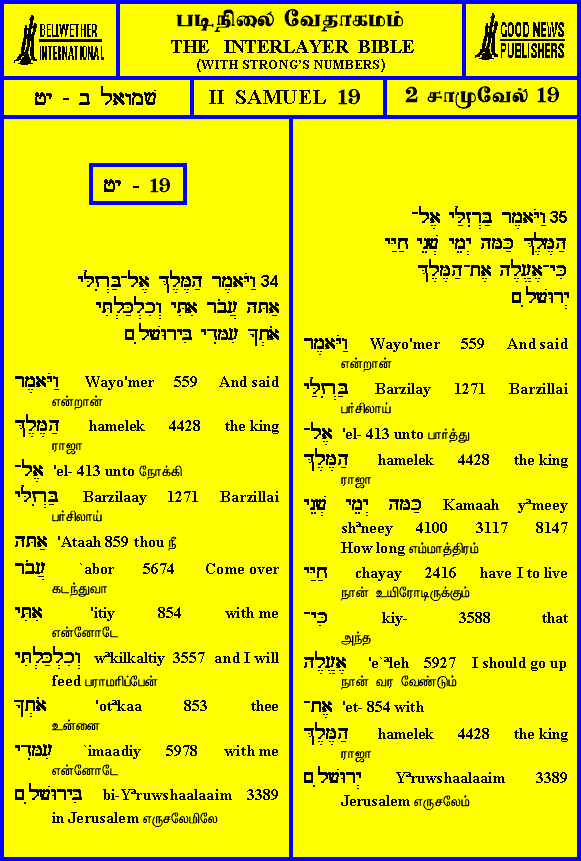 BELLWETHER
INTERNATIONAL
படிநிலை வேதாகமம்
THE INTERLAYER BIBLE
(WITH STRONG'S NUMBERS)
GOOD NEWS
PUBLISHERS
שמואל ב - יט
II SAMUEL 19
2 சாமுவேல் 19
יט - 19
34 וַיֹּאמֶר הַמֶּלֶךְ אֶל־בַּרְזִלָּי
אַתָּה עֲבֹר אִתִּי וְכִלְכַּלְתִּי
אֹתְךָ עִמָּדִי בִּירוּשָׁלִָם
וַיֹּאמֶר Wayo'mer 559 And said
என்றான்
הַמֶּלֶךְ hamelek 4428 the king
ராஜா
אֶל־ 'el- 413 unto நோக்கி
בַּרְזִלָּי Barzilaay 1271 Barzillai
பர்சிலாய்
אַתָּה 'Ataah 859 thou நீ
עֲבֹר `abor 5674 Come over
கடந்துவா
אִתִּי 'itiy 854 with me
என்னோடே
וְכִלְכַּלְתִּי wªkilkaltiy 3557 and I will
feed பராமரிப்பேன்
אֹתְךָ 'otªkaa 853 thee
உன்னை
עִמָּדִי `imaadiy 5978 with me
என்னோடே
בִּירוּשָׁלִָם bi-Yªruwshaalaaim 3389
in Jerusalem எருசலேமிலே
35 וַיֹּאמֶר בַּרְזִלַּי אֶל־
הַמֶּלֶךְ כַּמָּה יְמֵי שְׁנֵי חַיַּי
כִּי־אֶעֱלֶה אֶת־הַמֶּלֶךְ
יְרוּשָׁלִָם
וַיֹּאמֶר Wayo'mer 559 And said
என்றான்
בַּרְזִלַּי Barzilay 1271 Barzillai
பர்சிலாய்
אֶל־ 'el- 413 unto பார்த்து
הַמֶּלֶךְ hamelek 4428 the king
ராஜா
כַּמָּה יְמֵי שְׁנֵי Kamaah yªmeey
shªneey 4100 3117 8147
How long எம்மாத்திரம்
חַיַּי chayay 2416 have I to live
நான் உயிரோடிருக்கும்
כִּי־ kiy- 3588 that
அந்த
אֶעֱלֶה 'e`ªleh 5927 I should go up
நான் வர வேண்டும்
אֶת־ 'et- 854 with
הַמֶּלֶךְ hamelek 4428 the king
ராஜா
יְרוּשָׁלִָם Yªruwshaalaaim 3389
Jerusalem எருசலேம்